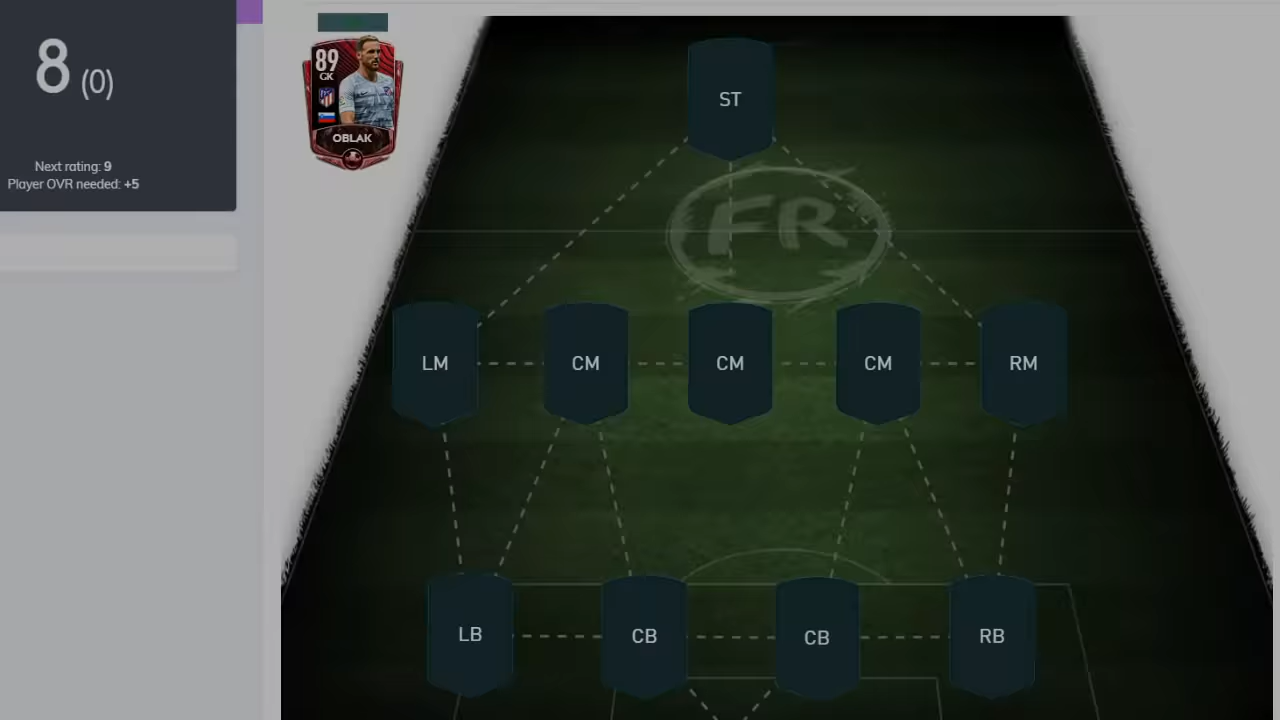 8 (0)
Next rating: 9
Player OVR needed: +5
89
GK
OBLAK
ST
FR
LM CM CM CM RM
LB CB CB RB